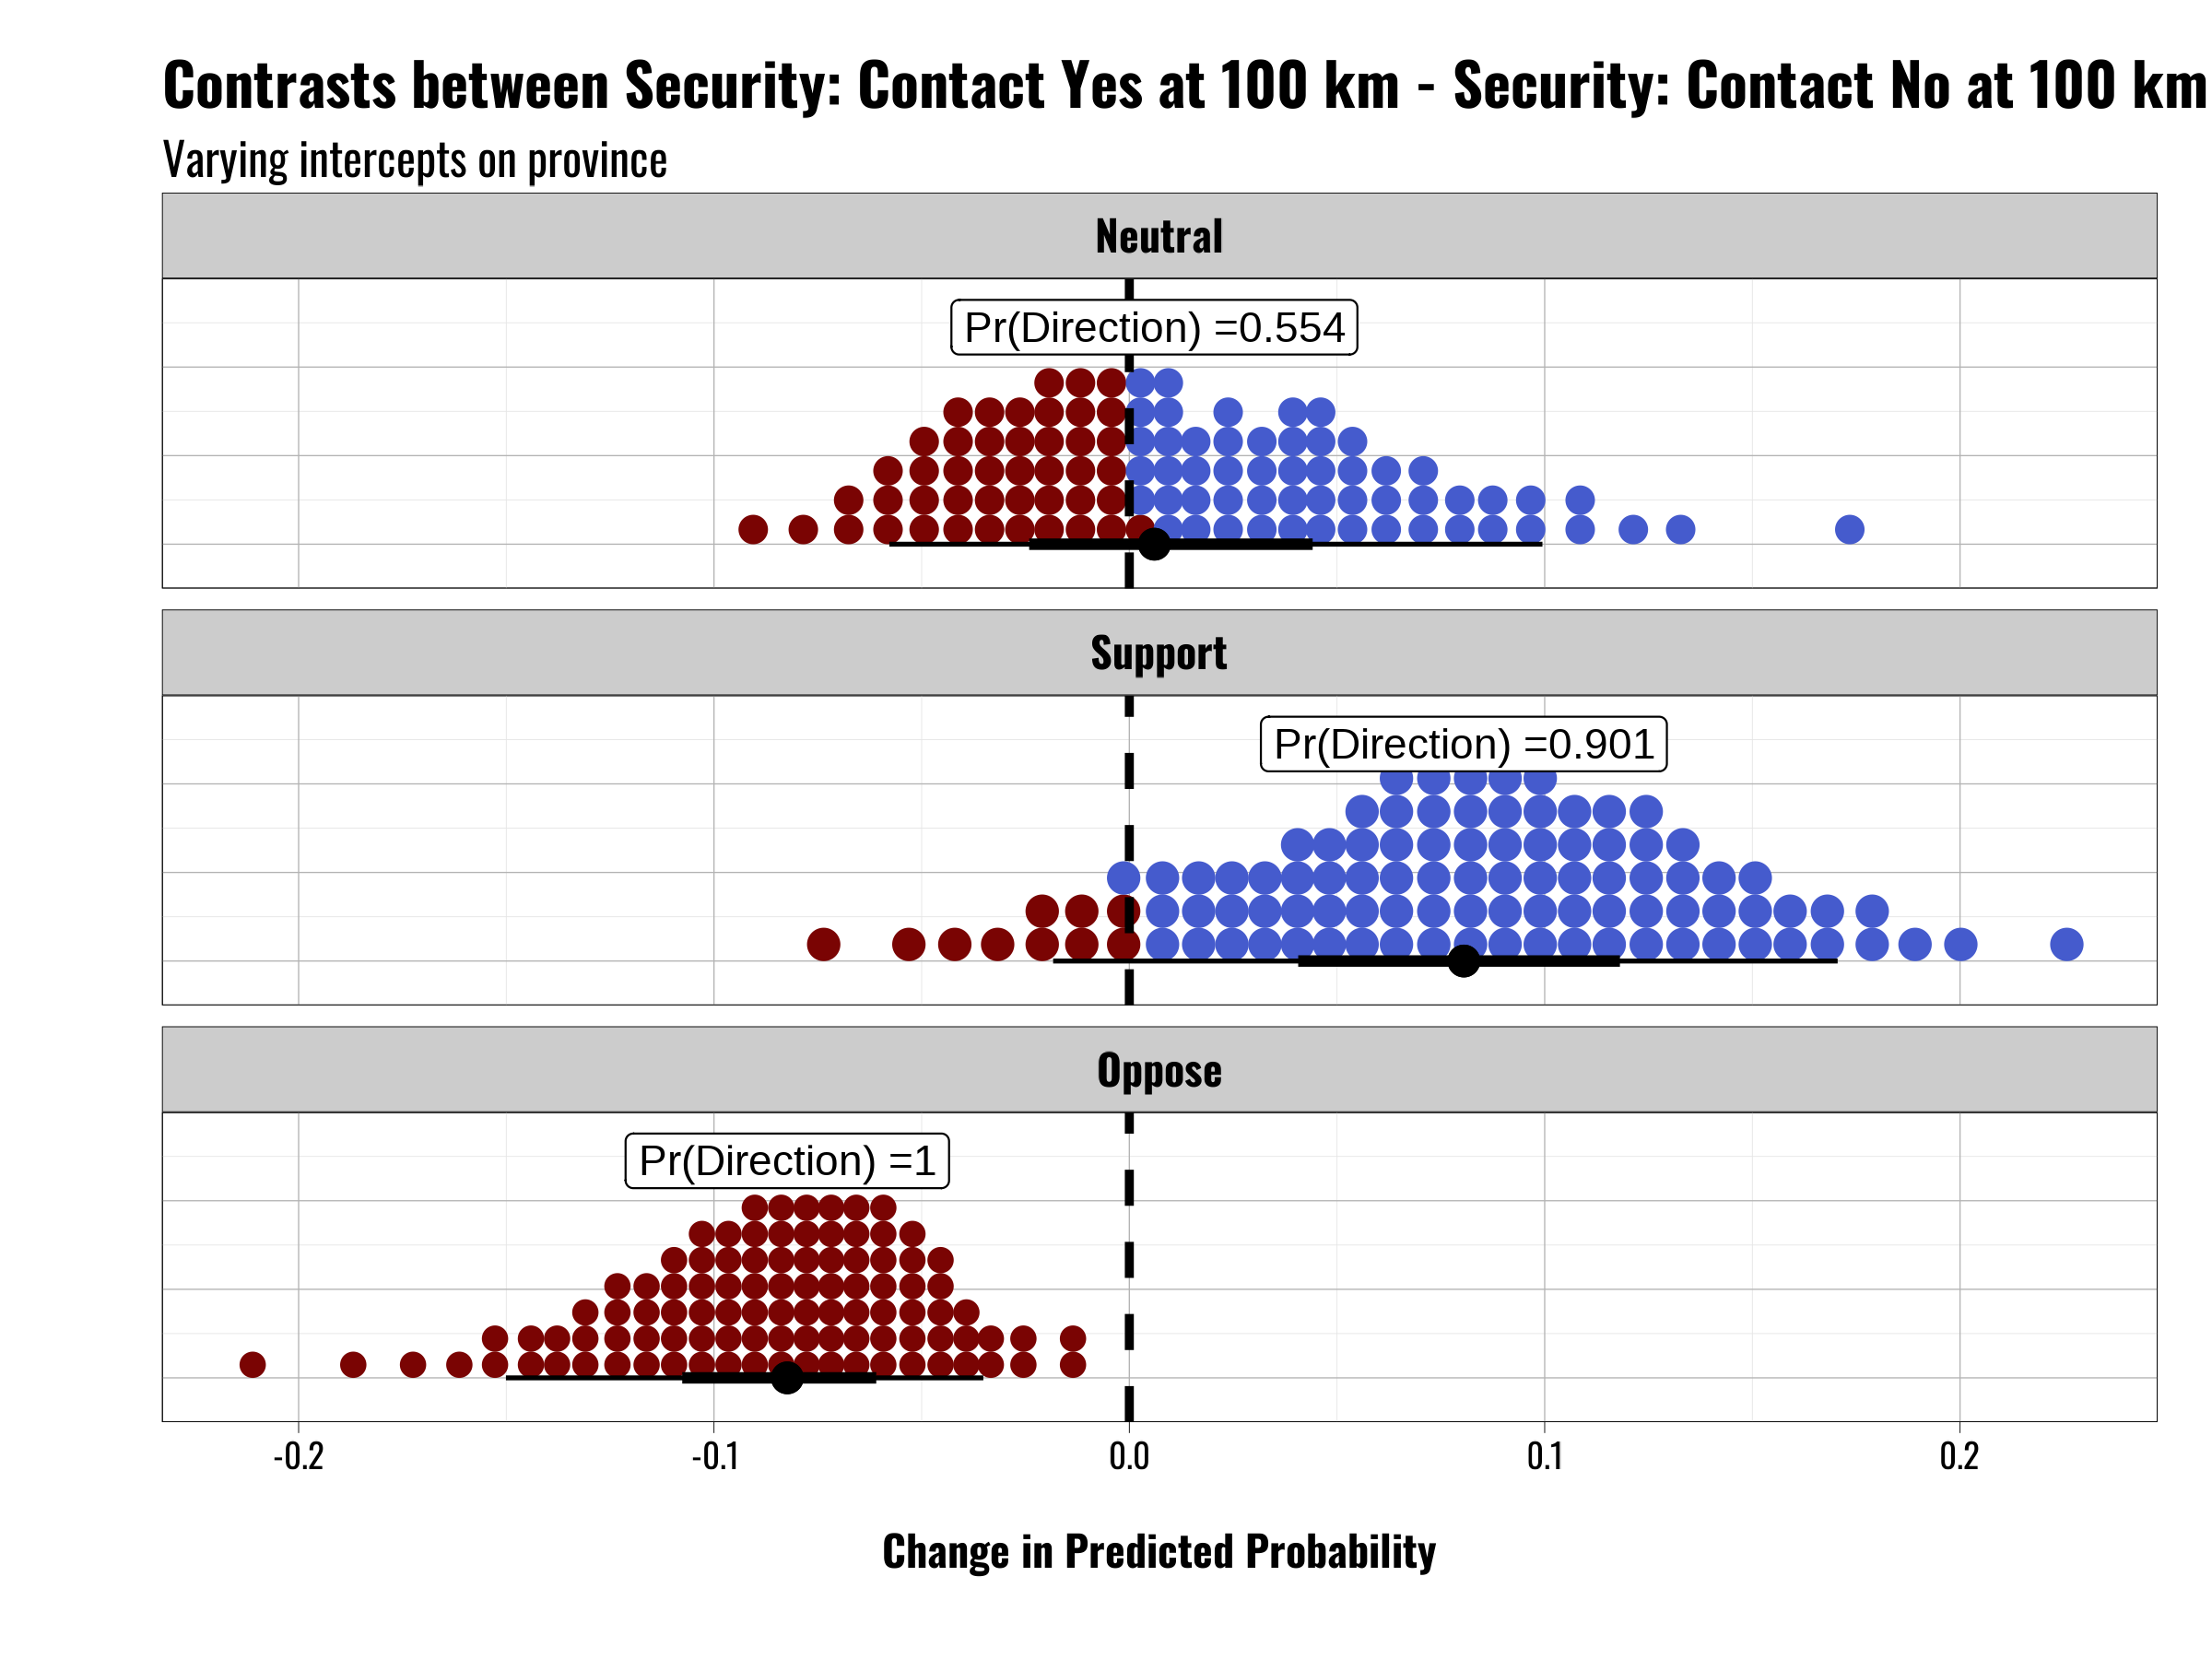 Contrasts between Security: Contact Yes at 100 km - Security: Contact No at 100 km
Varying intercepts on province
Neutral
Pr(Direction) =0.554
Support
Pr(Direction) =0.901
Oppose
Pr(Direction) =1
-0.2 -0.1 0.0 0.1 0.2
Change in Predicted Probability